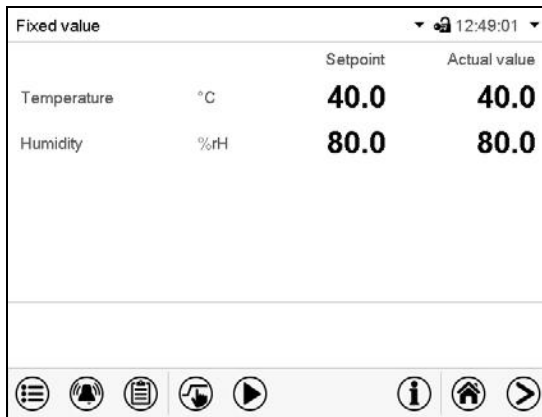 Fixed value 12:49:01
Setpoint Actual value
Temperature °C 40.0 40.0
Humidity %rH 80.0 80.0